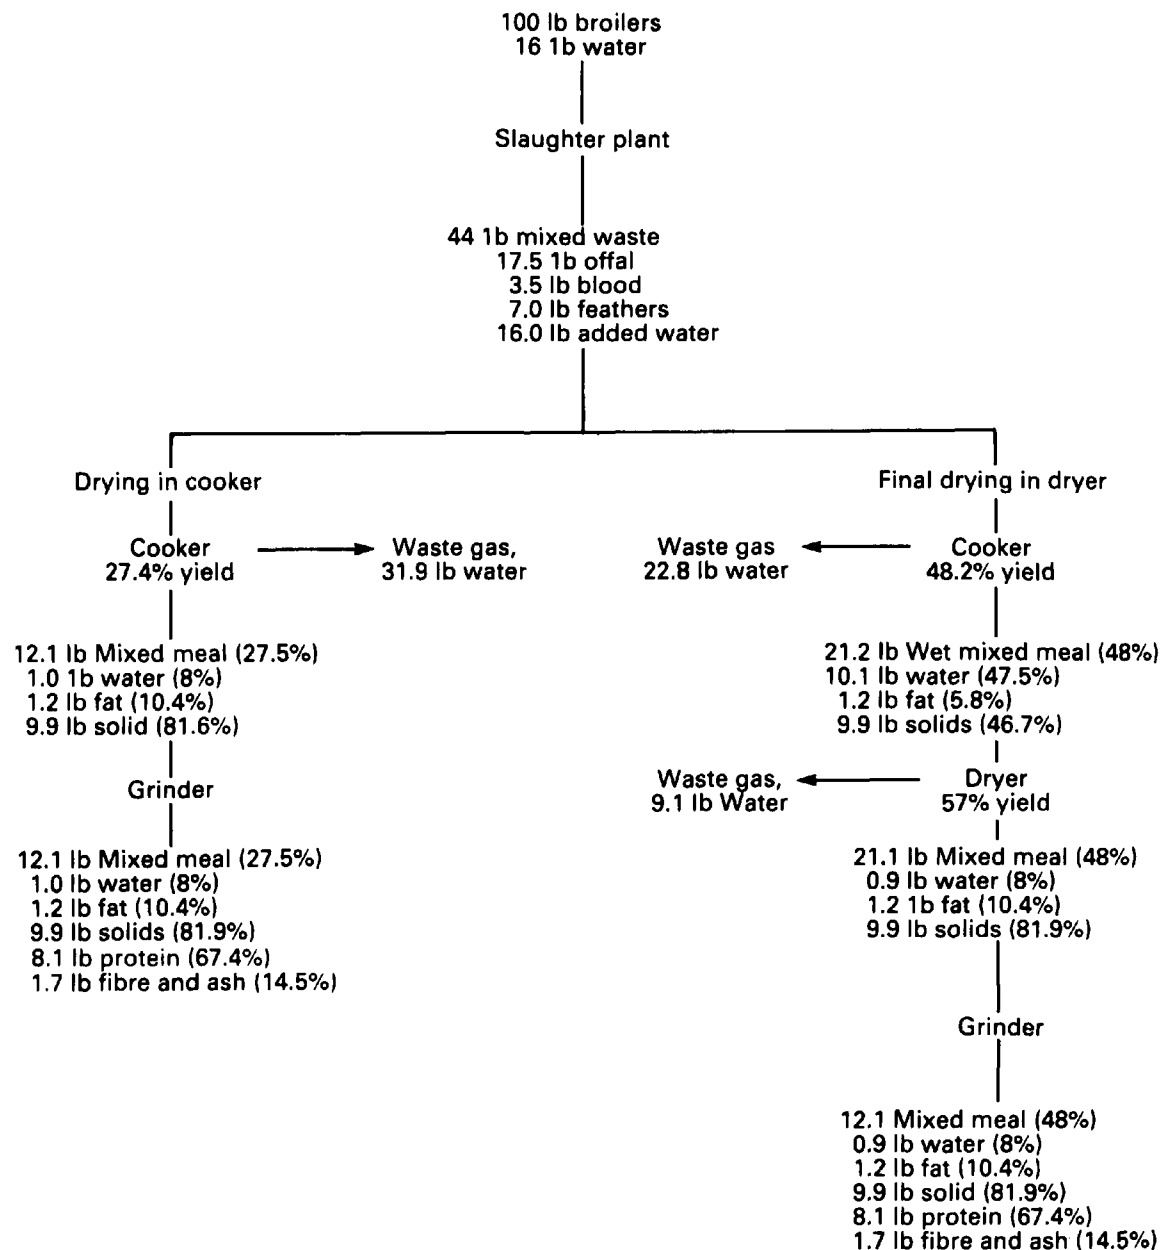 100 lb broilers
16 1b water
Slaughter plant
44 1b mixed waste
17.5 1b offal
3.5 lb blood
7.0 lb feathers
16.0 lb added water
Drying in cooker
Cooker
27.4% yield
Waste gas,
31.9 lb water
12.1 lb Mixed meal (27.5%)
1.0 1b water (8%)
1.2 lb fat (10.4%)
9.9 lb solid (81.6%)
Grinder
12.1 lb Mixed meal (27.5%)
1.0 lb water (8%)
1.2 lb fat (10.4%)
9.9 lb solids (81.9%)
8.1 lb protein (67.4%)
1.7 lb fibre and ash (14.5%)
Final drying in dryer
Waste gas
22.8 lb water
Cooker
48.2% yield
21.2 lb Wet mixed meal (48%)
10.1 lb water (47.5%)
1.2 lb fat (5.8%)
9.9 lb solids (46.7%)
Waste gas,
9.1 lb Water
Dryer
57% yield
21.1 lb Mixed meal (48%)
0.9 lb water (8%)
1.2 1b fat (10.4%)
9.9 lb solids (81.9%)
Grinder
12.1 Mixed meal (48%)
0.9 lb water (8%)
1.2 lb fat (10.4%)
9.9 lb solid (81.9%)
8.1 lb protein (67.4%)
1.7 lb fibre and ash (14.5%)